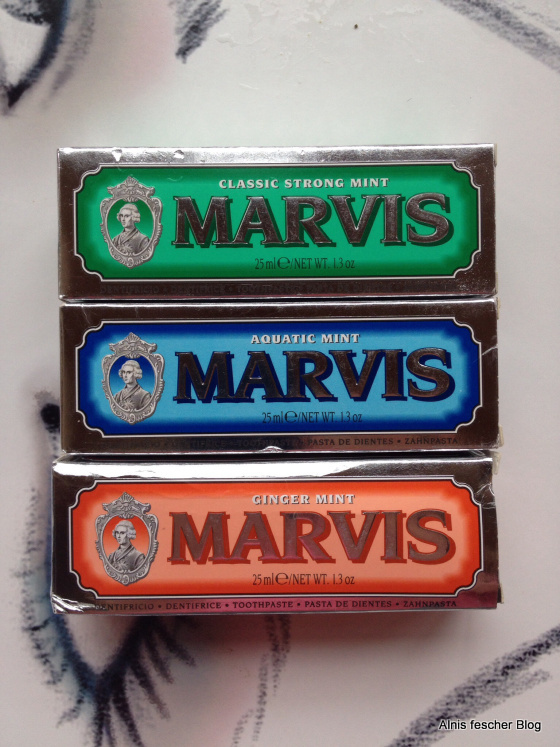 CLASSIC STRONG MINT
MARVIS
25 ml ℮/NET WT. 1.3 oz
AQUATIC MINT
MARVIS
25 ml ℮/NET WT. 1.3 oz
• PASTA DE DIENTES • ZAHNPASTA
GINGER MINT
MARVIS
25 ml ℮/NET WT. 1.3 oz
DENTIFRICIO • DENTIFRICE • TOOTHPASTE • PASTA DE DIENTES • ZAHNPASTA
Alnis fescher Blog